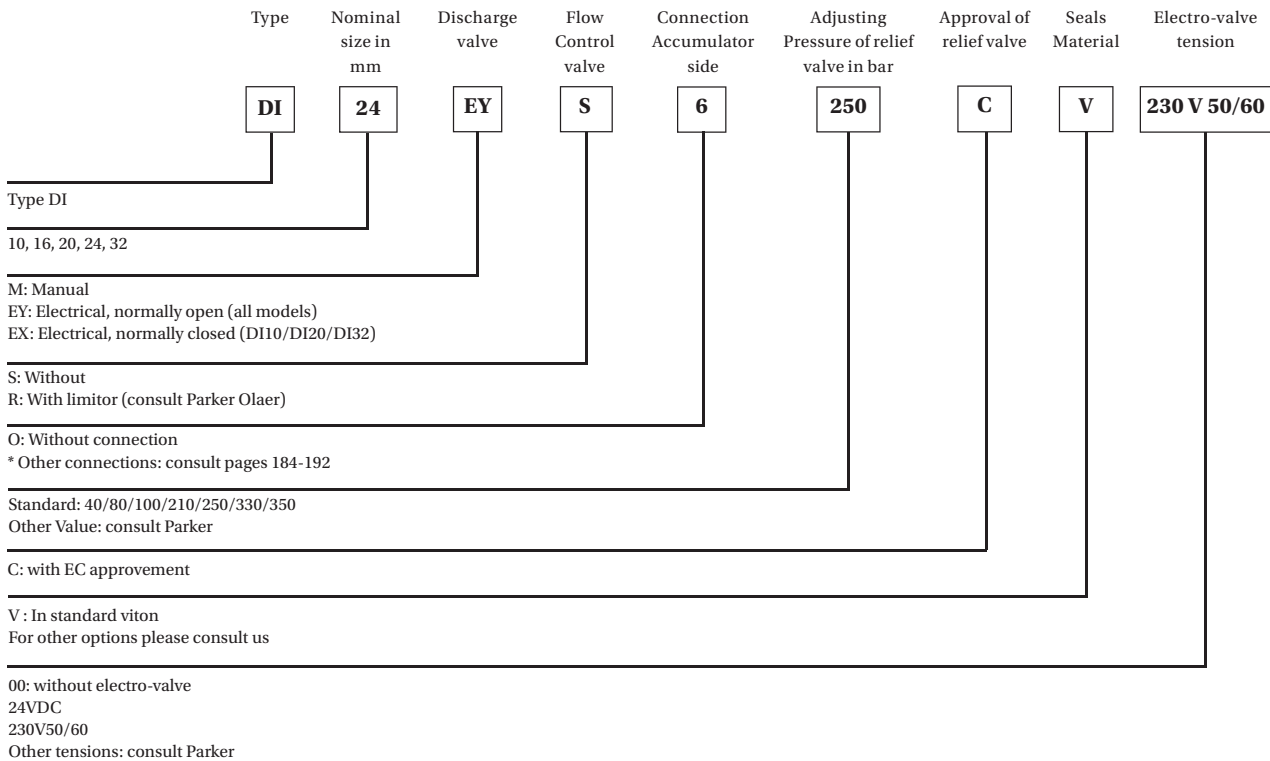 Type Nominal Discharge Flow Connection Adjusting Approval of Seals Electro-valve
size in valve Control Accumulator Pressure of relief relief valve Material tension
mm valve side valve in bar
DI 24 EY S 6 250 C V 230 V 50/60
Type DI
10, 16, 20, 24, 32
M: Manual
EY: Electrical, normally open (all models)
EX: Electrical, normally closed (DI10/DI20/DI32)
S: Without
R: With limitor (consult Parker Olaer)
O: Without connection
* Other connections: consult pages 184-192
Standard: 40/80/100/210/250/330/350
Other Value: consult Parker
C: with EC approvement
V : In standard viton
For other options please consult us
00: without electro-valve
24VDC
230V50/60
Other tensions: consult Parker